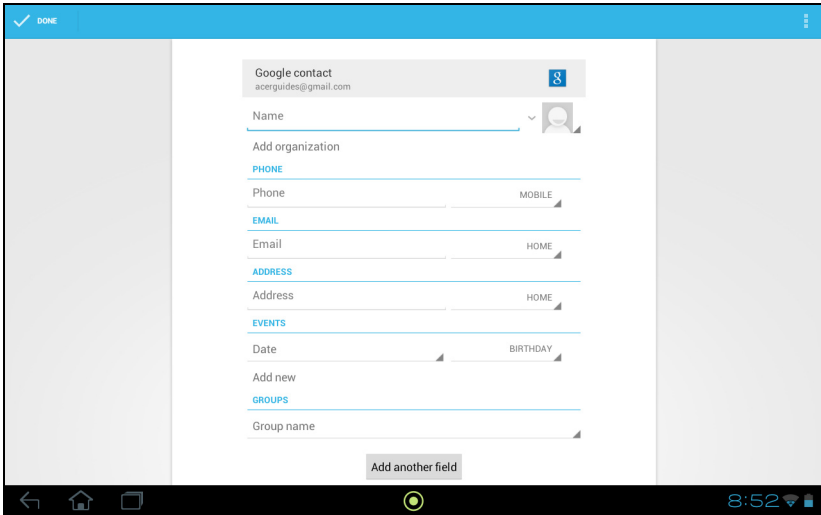 DONE
Google contact
acerguides@gmail.com
g
Name
Add organization
PHONE
Phone MOBILE
EMAIL
Email HOME
ADDRESS
Address HOME
EVENTS
Date BIRTHDAY
Add new
GROUPS
Group name
Add another field
8:52